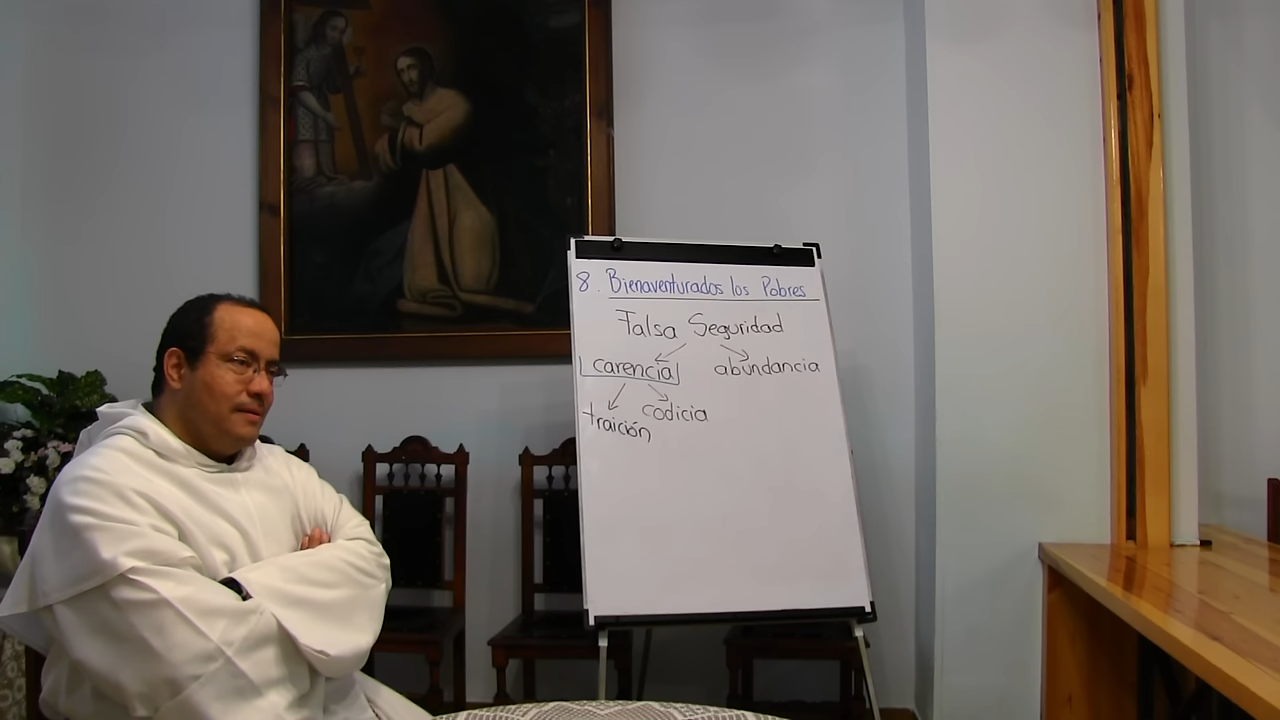 8. Bienaventurados los Pobres
Falsa Seguridad
carencia abundancia
traición codicia